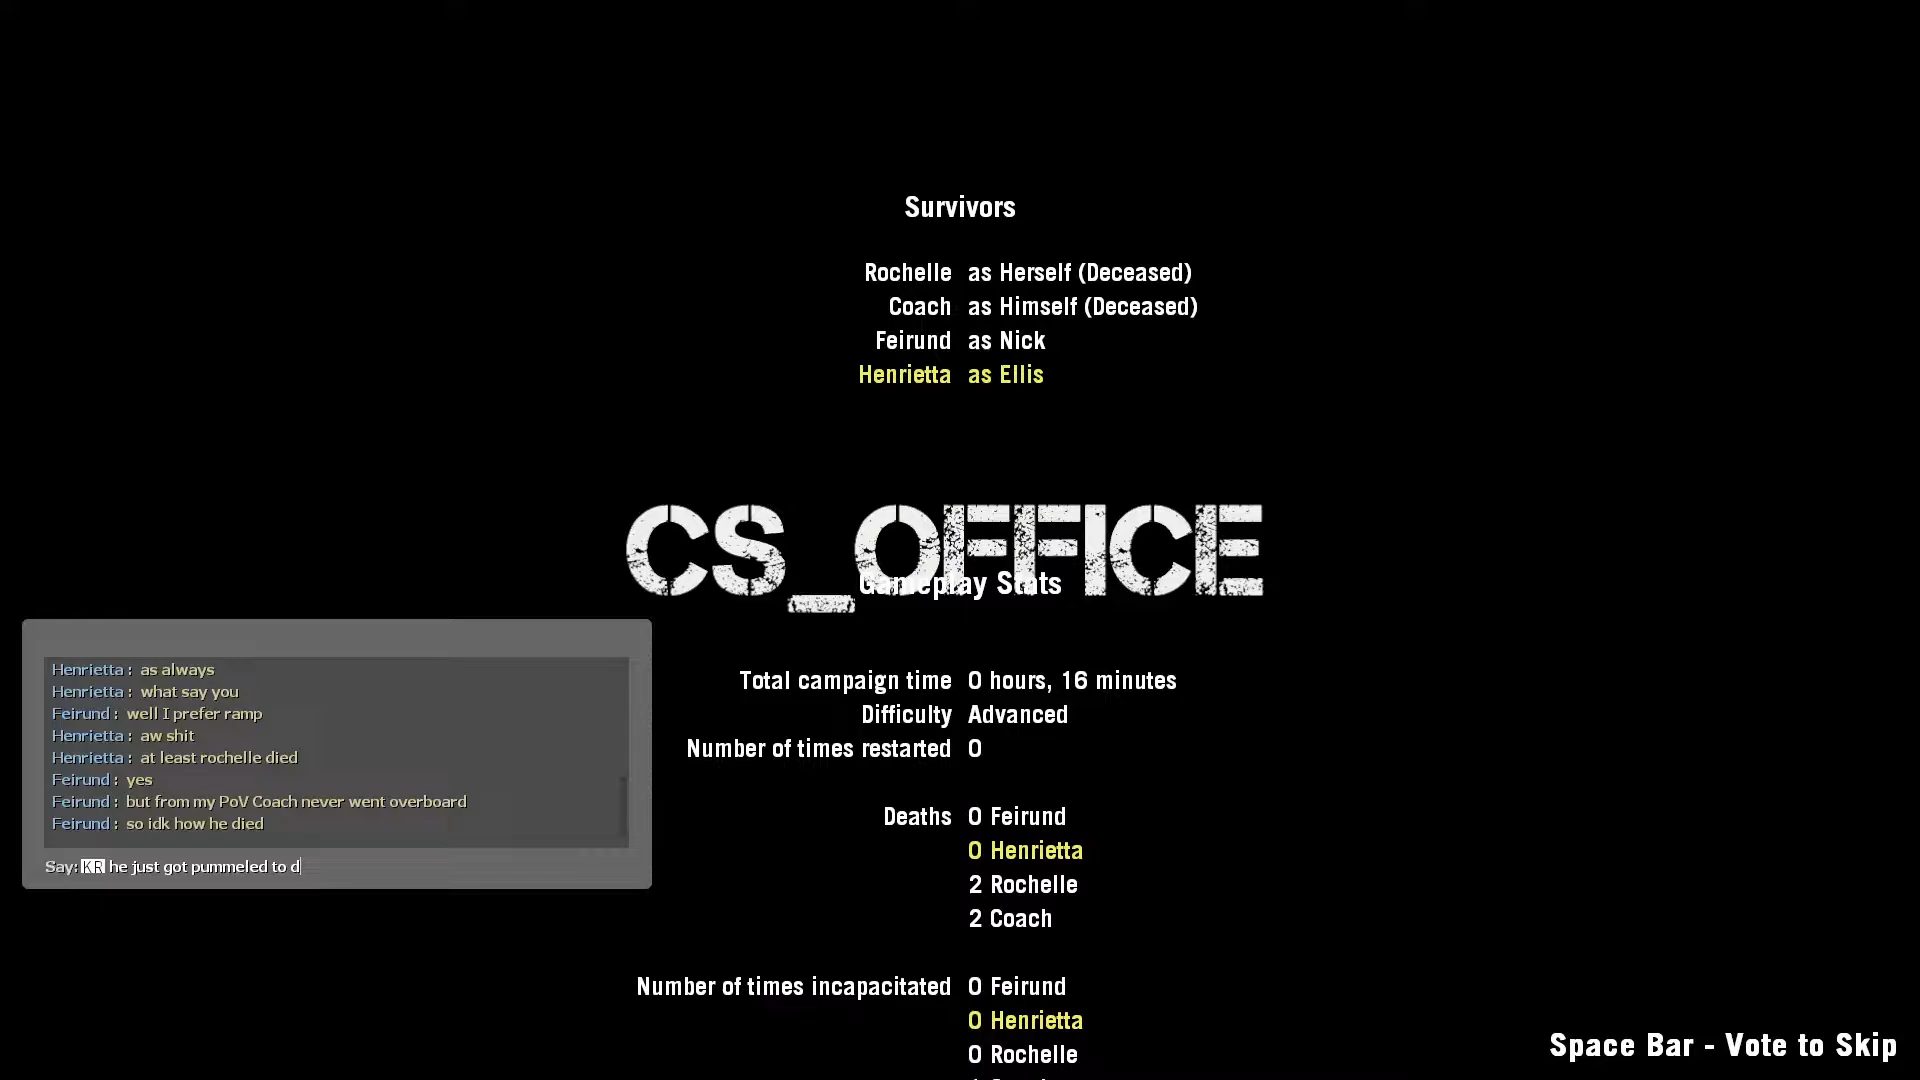 Survivors
Rochelle as Herself (Deceased)
Coach as Himself (Deceased)
Feirund as Nick
Henrietta as Ellis
CS_OFFICE
Gameplay Stats
Henrietta : as always
Henrietta : what say you
Feirund : well I prefer ramp
Henrietta : aw shit
Henrietta : at least rochelle died
Feirund : yes
Feirund : but from my PoV Coach never went overboard
Feirund : so idk how he died
Say: KR he just got pummeled to d
Total campaign time 0 hours, 16 minutes
Difficulty Advanced
Number of times restarted 0
Deaths 0 Feirund
0 Henrietta
2 Rochelle
2 Coach
Number of times incapacitated 0 Feirund
0 Henrietta
0 Rochelle
Space Bar - Vote to Skip